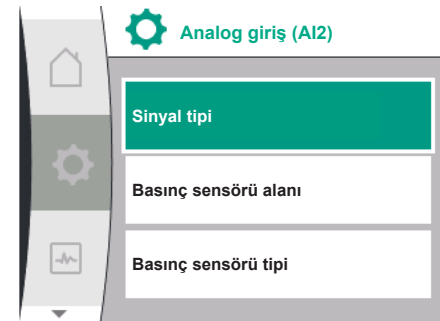 Analog giriş (AI2)
Sinyal tipi
Basınç sensörü alanı
Basınç sensörü tipi